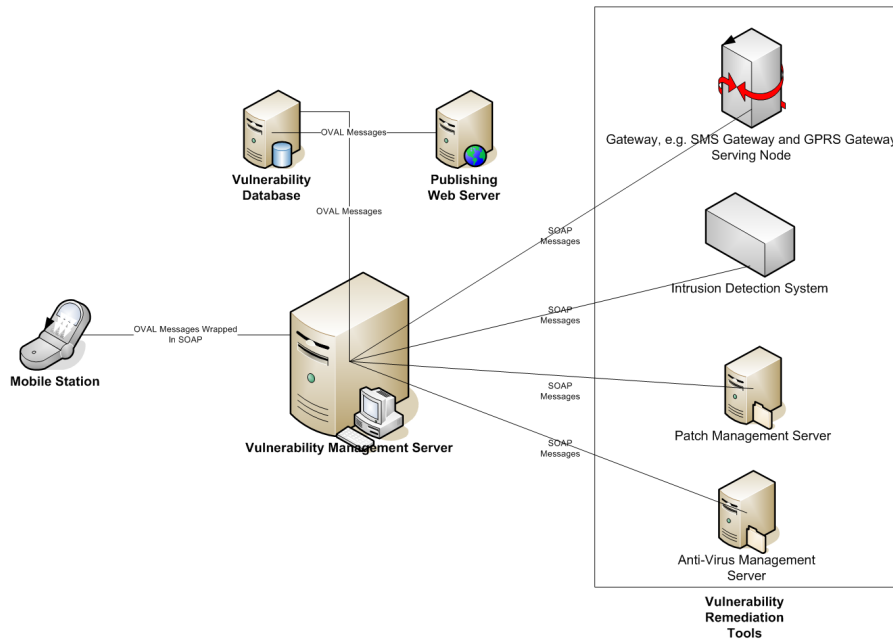 Gateway, e.g. SMS Gateway and GPRS Gateway
Serving Node
OVAL Messages
Vulnerability
Database
Publishing
Web Server
OVAL Messages
SOAP
Messages
Intrusion Detection System
SOAP
Messages
OVAL Messages Wrapped
In SOAP
Mobile Station
SOAP
Messages
Patch Management Server
Vulnerability Management Server
SOAP
Messages
Anti-Virus Management
Server
Vulnerability
Remediation
Tools